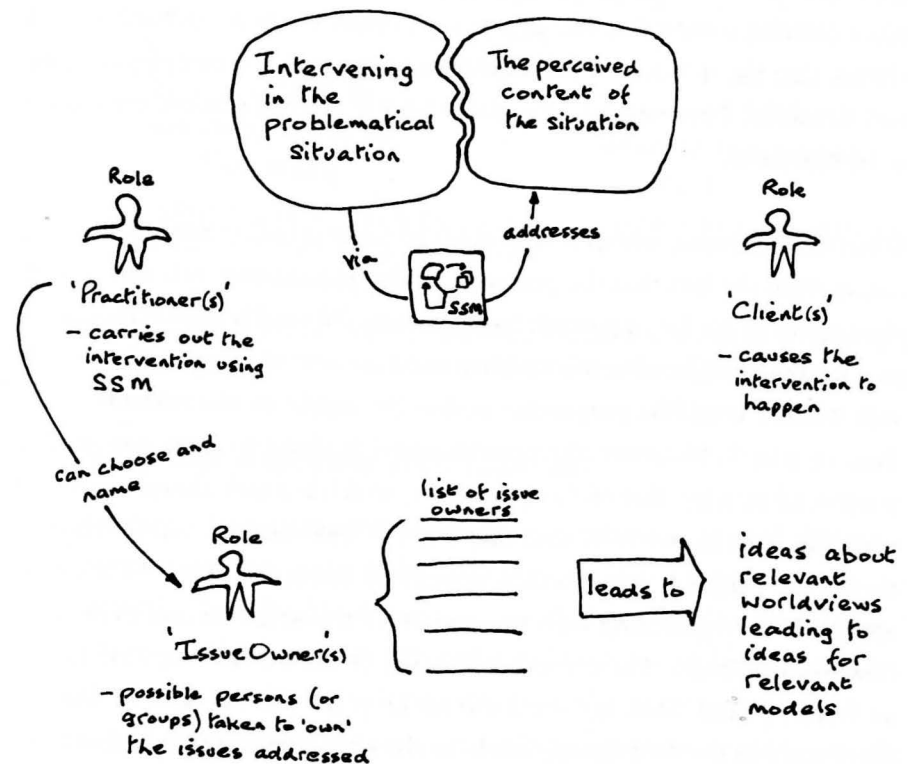 Intervening
in the
problematical
situation
The perceived
content of
the situation
via
addresses
SSM
Role
'Practitioner(s)'
– carries out the
intervention using
SSM
Role
'Client(s)'
– causes the
intervention to
happen
can choose and
name
Role
'Issue Owner(s)
– possible persons (or
groups) taken to 'own'
the issues addressed
list of issue
owners
leads to
ideas about
relevant
worldviews
leading to
ideas for
relevant
models